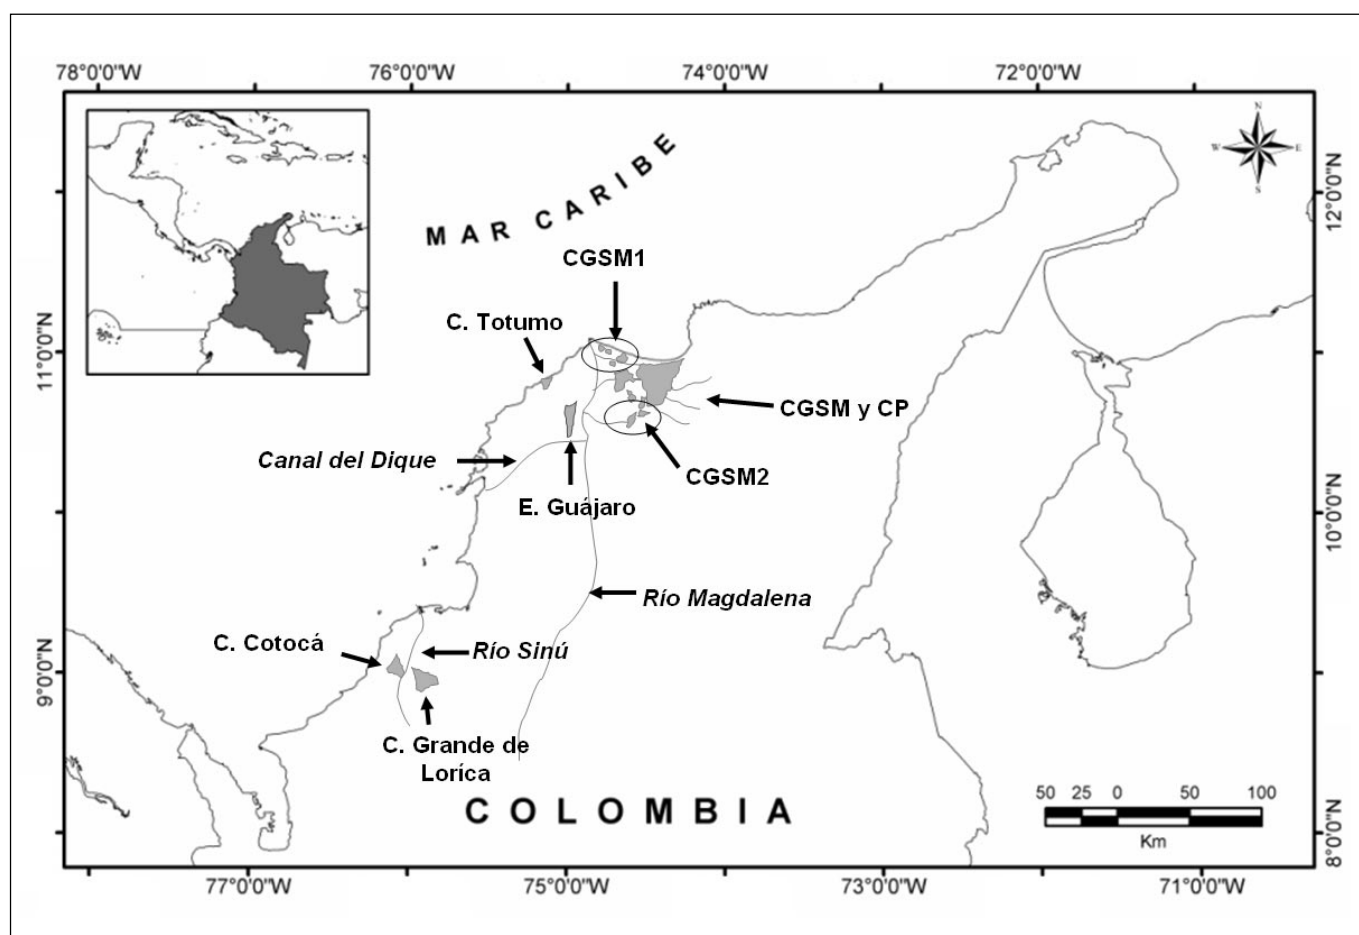 78°0'0"W 76°0'0"W 74°0'0"W 72°0'0"W
N
W E
S
12°0'0"N
MAR CARIBE
CGSM1
C. Totumo
11°0'0"N
CGSM y CP
Canal del Dique
CGSM2
E. Guájaro
10°0'0"N
Río Magdalena
C. Cotocá
Río Sinú
9°0'0"N
C. Grande de
Loríca
COLOMBIA
50 25 0 50 100
Km
8°0'0"N
77°0'0"W 75°0'0"W 73°0'0"W 71°0'0"W